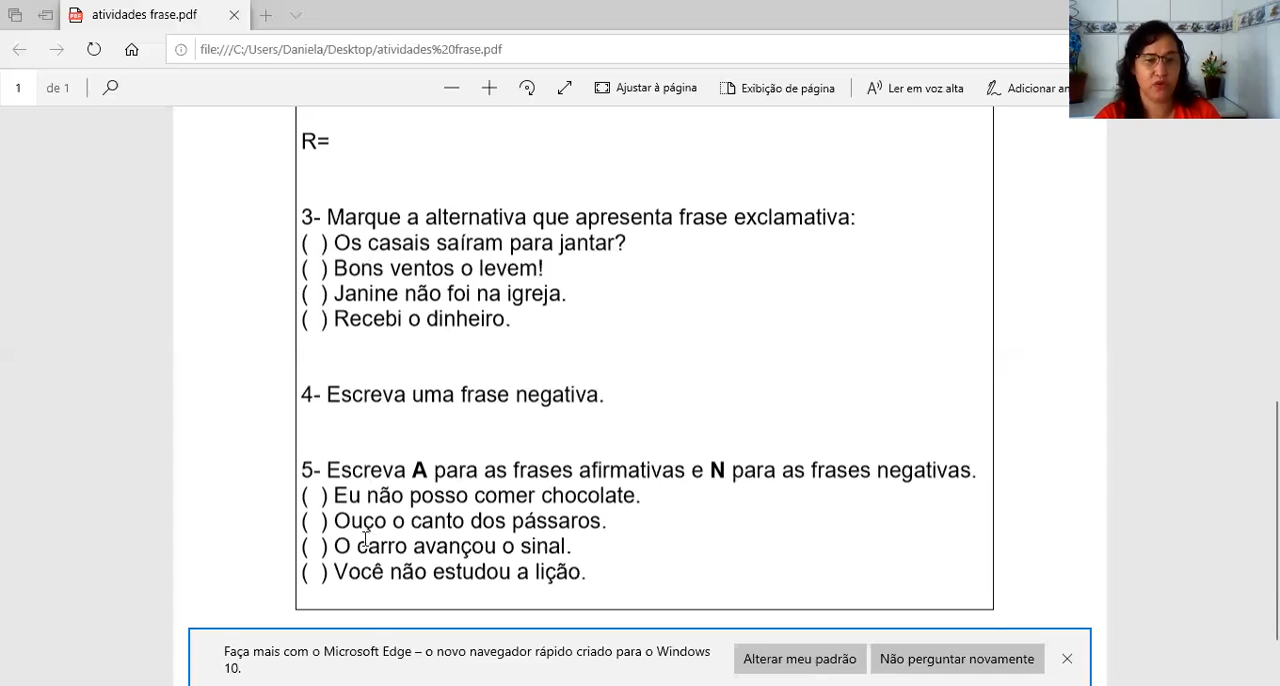 atividades frase.pdf
file:///C:/Users/Daniela/Desktop/atividades%20frase.pdf
1 de 1 Ajustar à página Exibição de página Ler em voz alta Adicionar
R=
3- Marque a alternativa que apresenta frase exclamativa:
( ) Os casais saíram para jantar?
( ) Bons ventos o levem!
( ) Janine não foi na igreja.
( ) Recebi o dinheiro.
4- Escreva uma frase negativa.
5- Escreva A para as frases afirmativas e N para as frases negativas.
( ) Eu não posso comer chocolate.
( ) Ouço o canto dos pássaros.
( ) O carro avançou o sinal.
( ) Você não estudou a lição.
Faça mais com o Microsoft Edge – o novo navegador rápido criado para o Windows
10.
Alterar meu padrão Não perguntar novamente